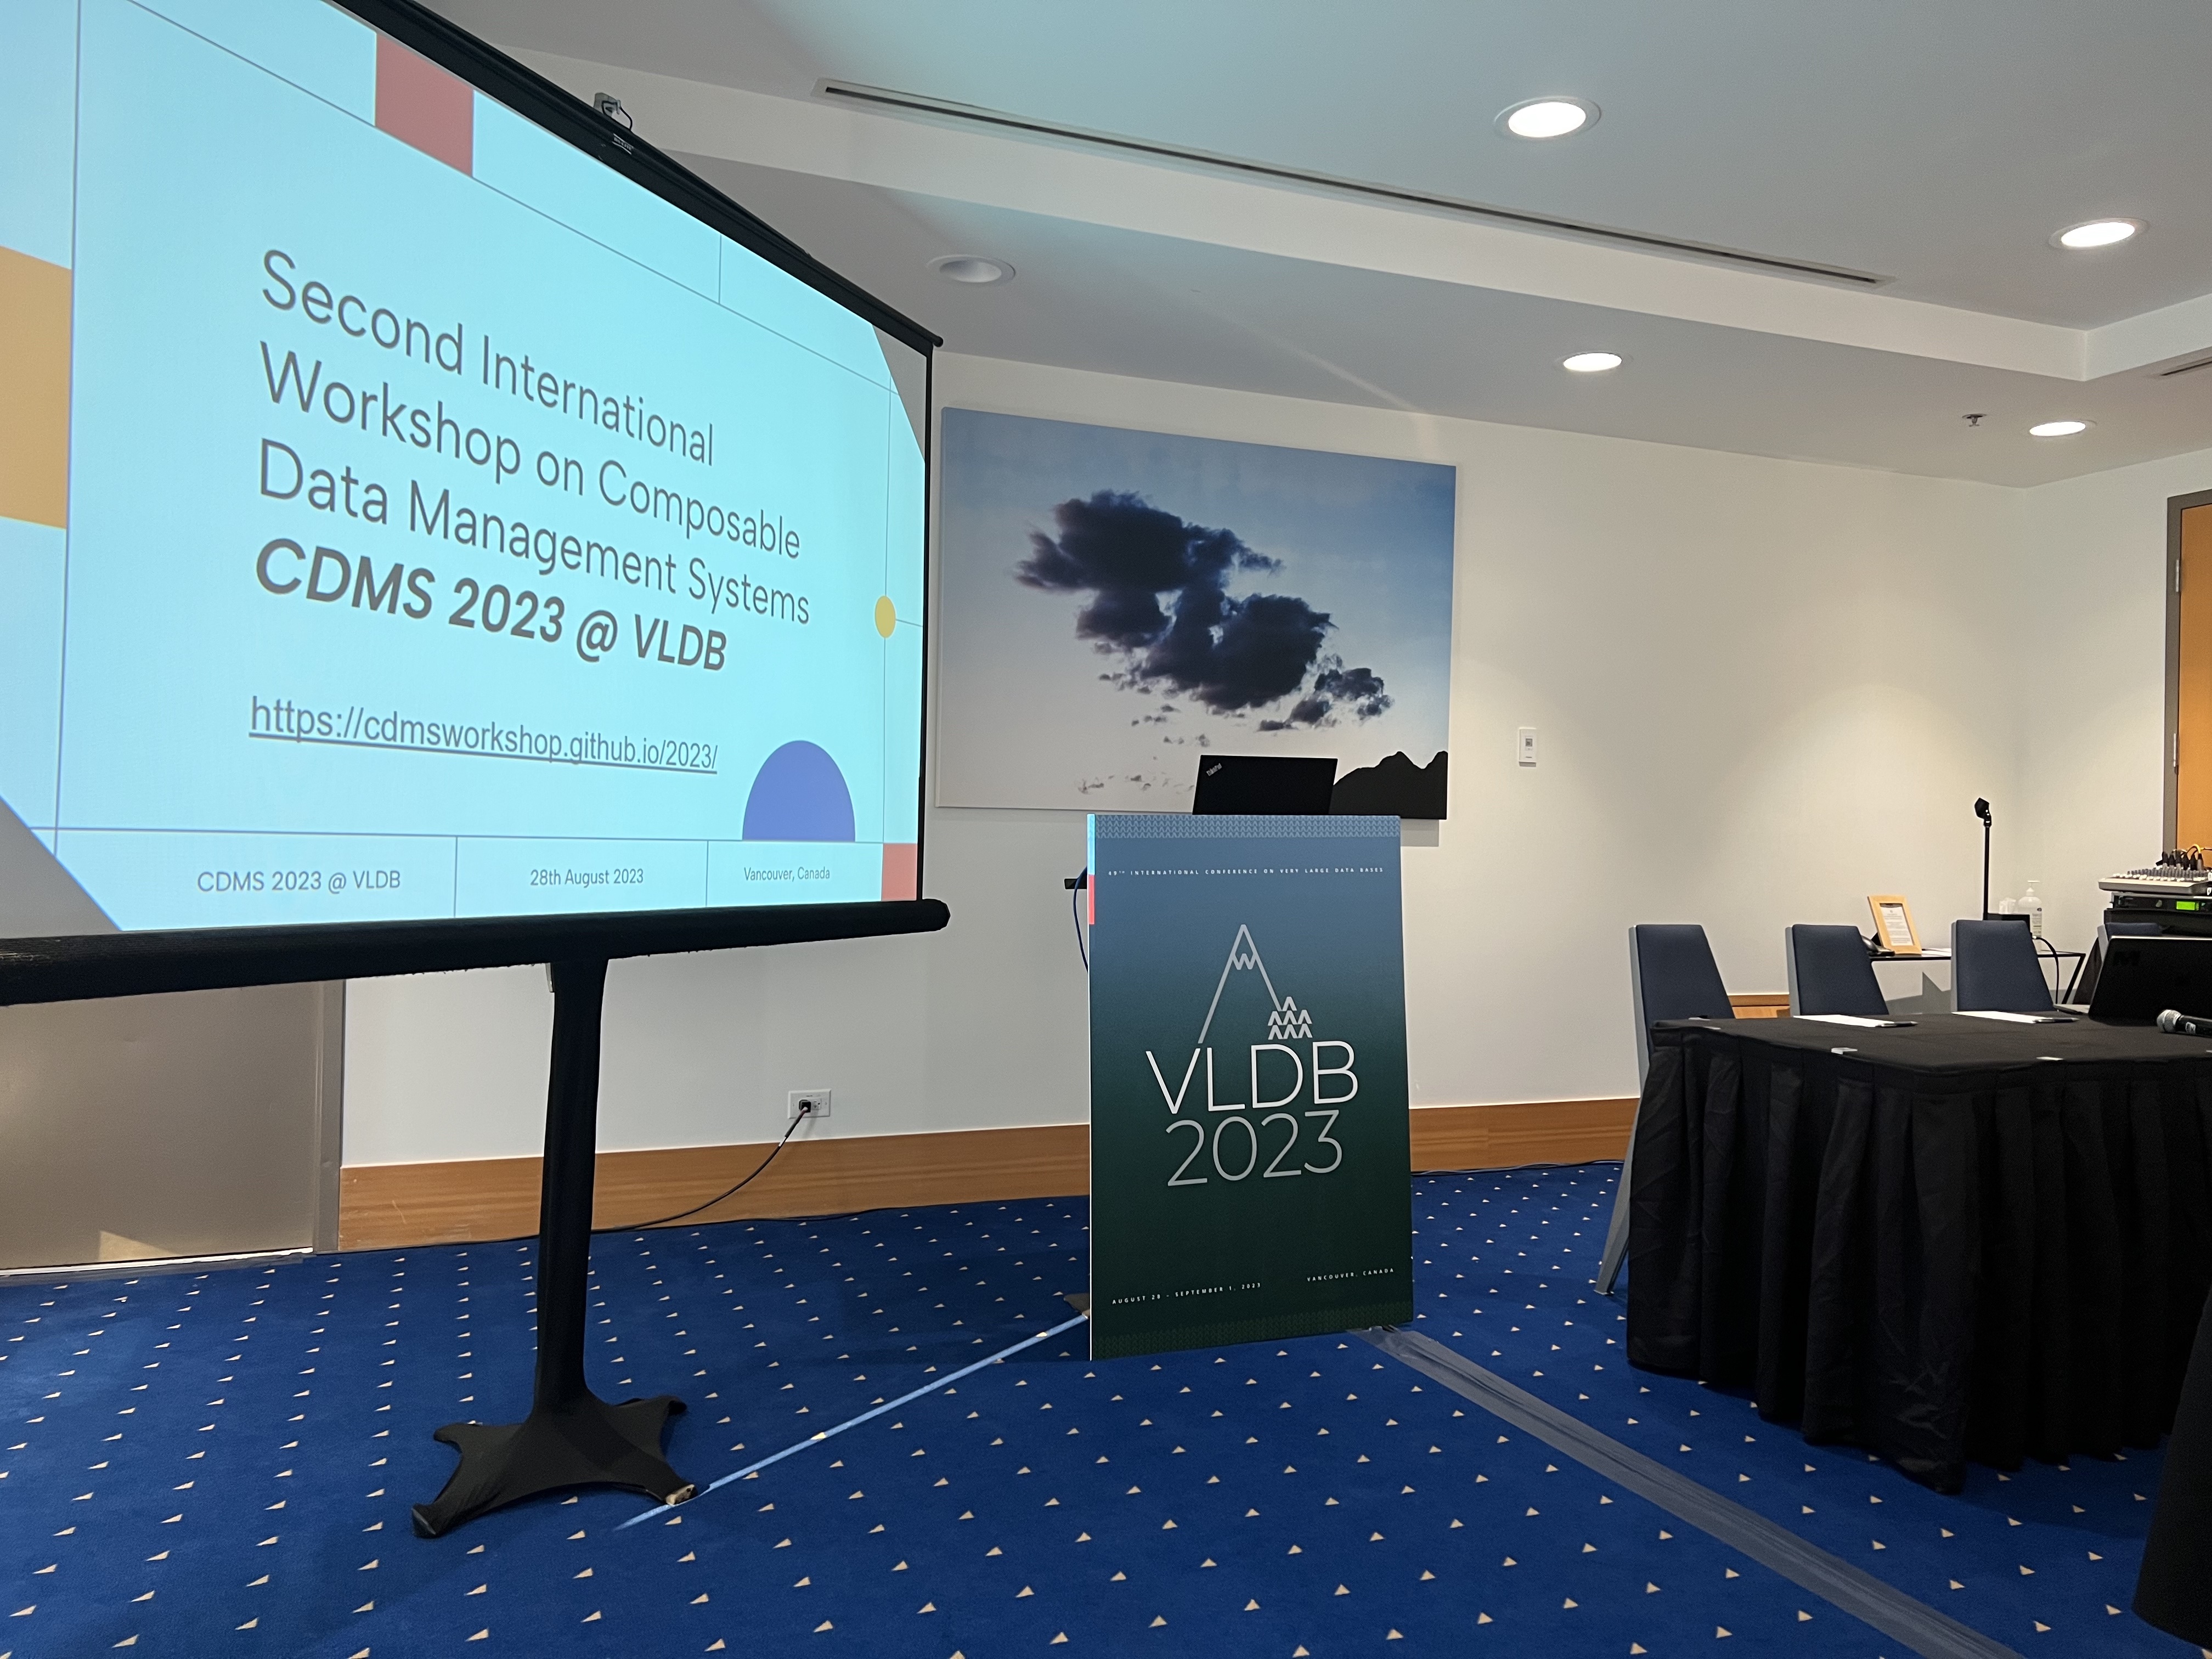 Second International
Workshop on Composable
Data Management Systems
CDMS 2023 @ VLDB
https://cdmsworkshop.github.io/2023/
CDMS 2023 @ VLDB
28th August 2023
Vancouver, Canada
ThinkPad
49TH INTERNATIONAL CONFERENCE ON VERY LARGE DATA BASES
VLDB
2023
AUGUST 28 - SEPTEMBER 1, 2023
VANCOUVER, CANADA